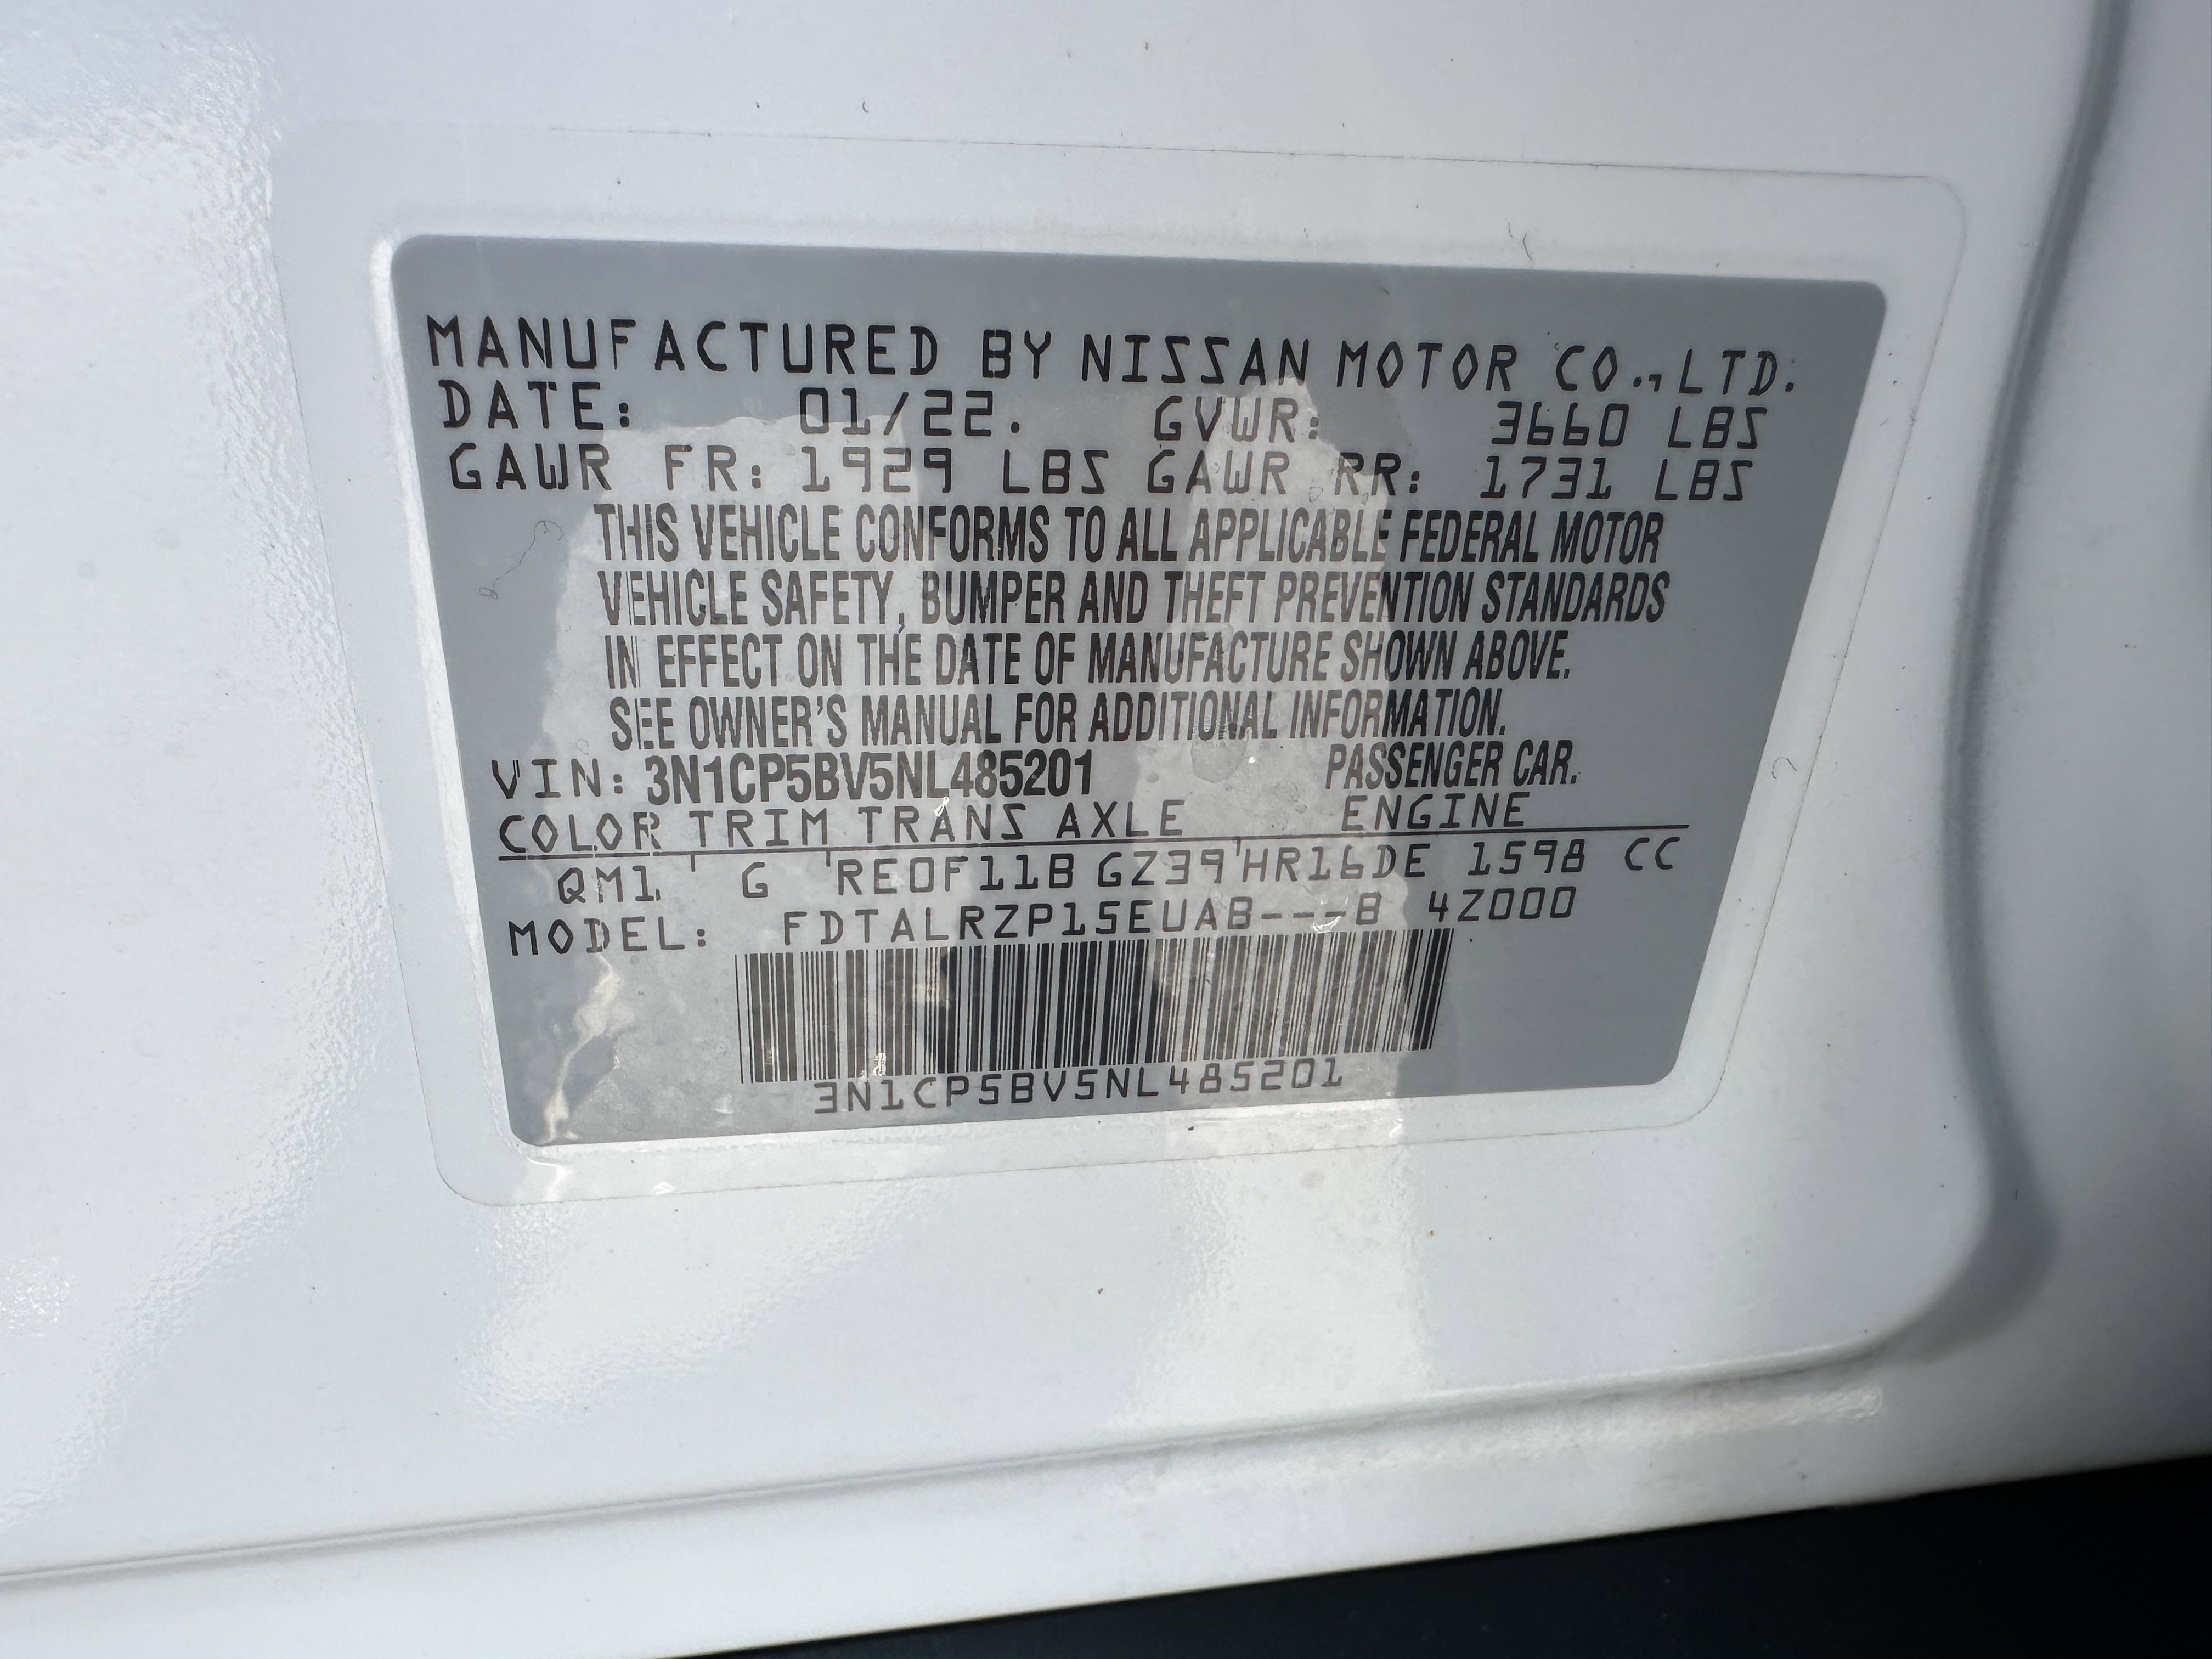 MANUFACTURED BY NISSAN MOTOR CO.,LTD.
DATE: 01/22. GVWR: 3660 LBS
GAWR FR: 1929 LBS GAWR RR: 1731 LBS
THIS VEHICLE CONFORMS TO ALL APPLICABLE FEDERAL MOTOR
VEHICLE SAFETY, BUMPER AND THEFT PREVENTION STANDARDS
IN EFFECT ON THE DATE OF MANUFACTURE SHOWN ABOVE.
SEE OWNER'S MANUAL FOR ADDITIONAL INFORMATION.
VIN: 3N1CP5BV5NL485201 PASSENGER CAR.
COLOR TRIM TRANS AXLE ENGINE
QM1 G RE0F11B GZ39 HR16DE 1598 CC
MODEL: FDTALRZP15EUAB---B 4Z000
3N1CP5BV5NL485201